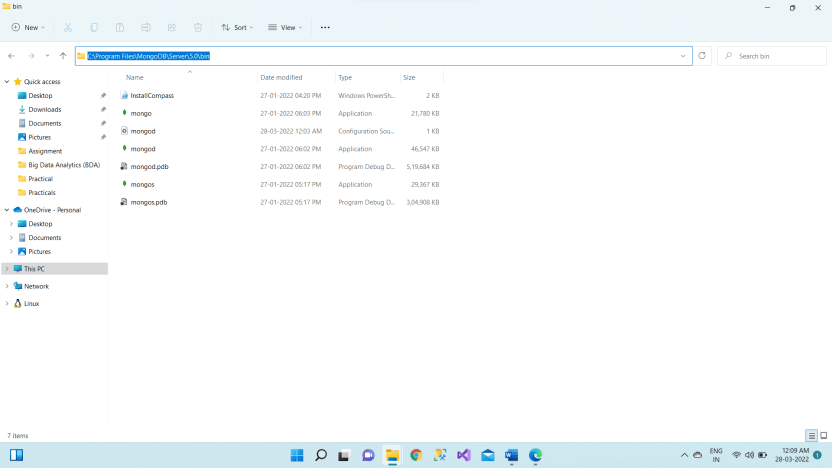 bin
New
Sort
View
C:\Program Files\MongoDB\Server\5.0\bin
Search bin
Name Date modified Type Size
Quick access
Desktop
Downloads
Documents
Pictures
Assignment
Big Data Analytics (BDA)
Practical
Practicals
OneDrive - Personal
Desktop
Documents
Pictures
This PC
Network
Linux
InstallCompass 27-01-2022 04:20 PM Windows PowerSh... 2 KB
mongo 27-01-2022 06:03 PM Application 21,780 KB
mongod 28-03-2022 12:03 AM Configuration Sou... 1 KB
mongod 27-01-2022 06:02 PM Application 46,547 KB
mongod.pdb 27-01-2022 06:02 PM Program Debug D... 5,19,684 KB
mongos 27-01-2022 05:17 PM Application 29,367 KB
mongos.pdb 27-01-2022 05:17 PM Program Debug D... 3,04,908 KB
7 items
ENG
IN
12:09 AM
28-03-2022
1